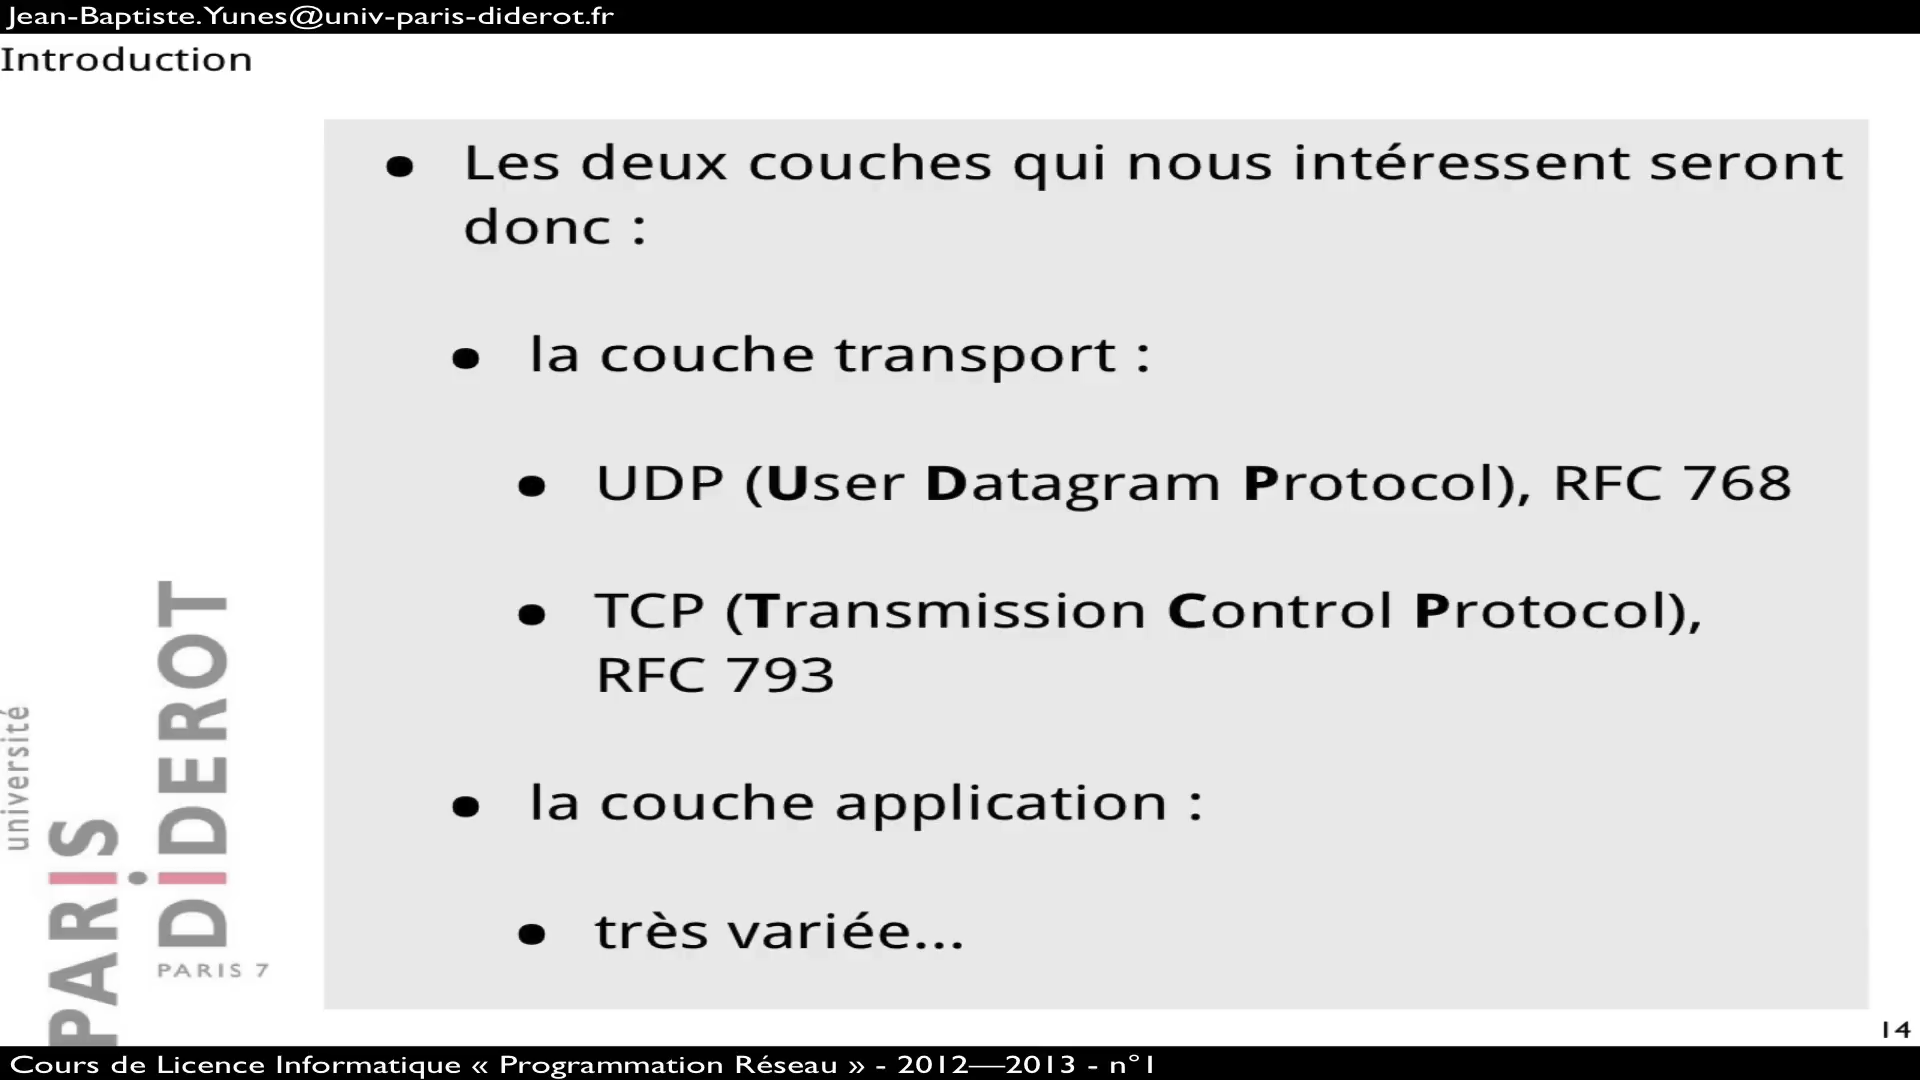 Jean-Baptiste.Yunes@univ-paris-diderot.fr
Introduction
• Les deux couches qui nous intéressent seront
donc :
• la couche transport :
• UDP (User Datagram Protocol), RFC 768
• TCP (Transmission Control Protocol),
RFC 793
• la couche application :
• très variée...
université
PARIS
DiDEROT
PARIS 7
14
Cours de Licence Informatique « Programmation Réseau » - 2012—2013 - n°1